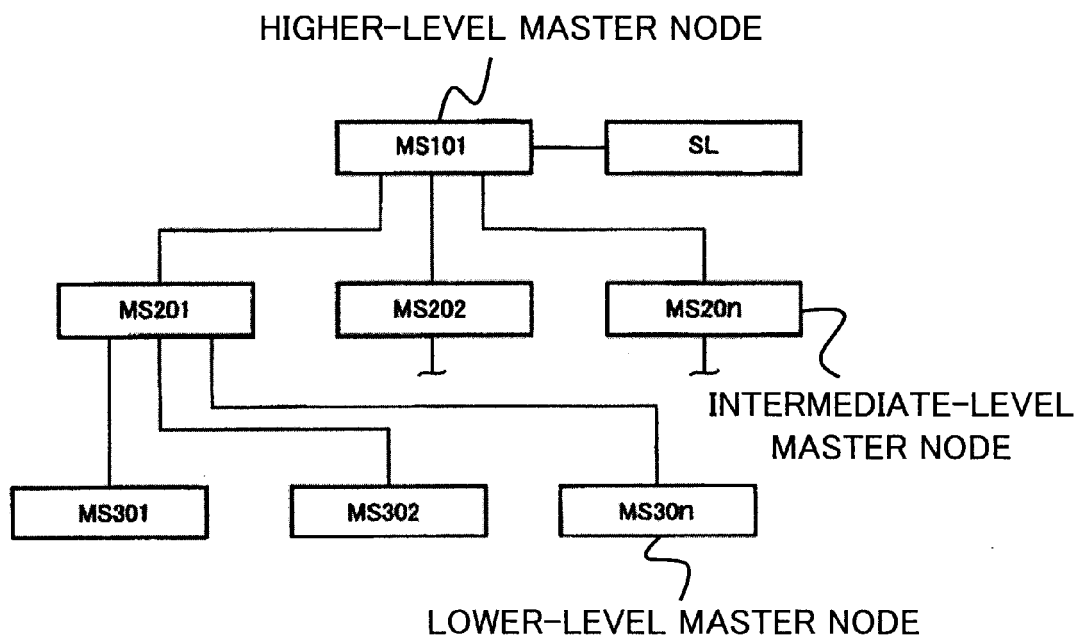 HIGHER-LEVEL MASTER NODE
MS101
SL
MS201
MS202
MS20n
INTERMEDIATE-LEVEL
MASTER NODE
MS301
MS302
MS30n
LOWER-LEVEL MASTER NODE